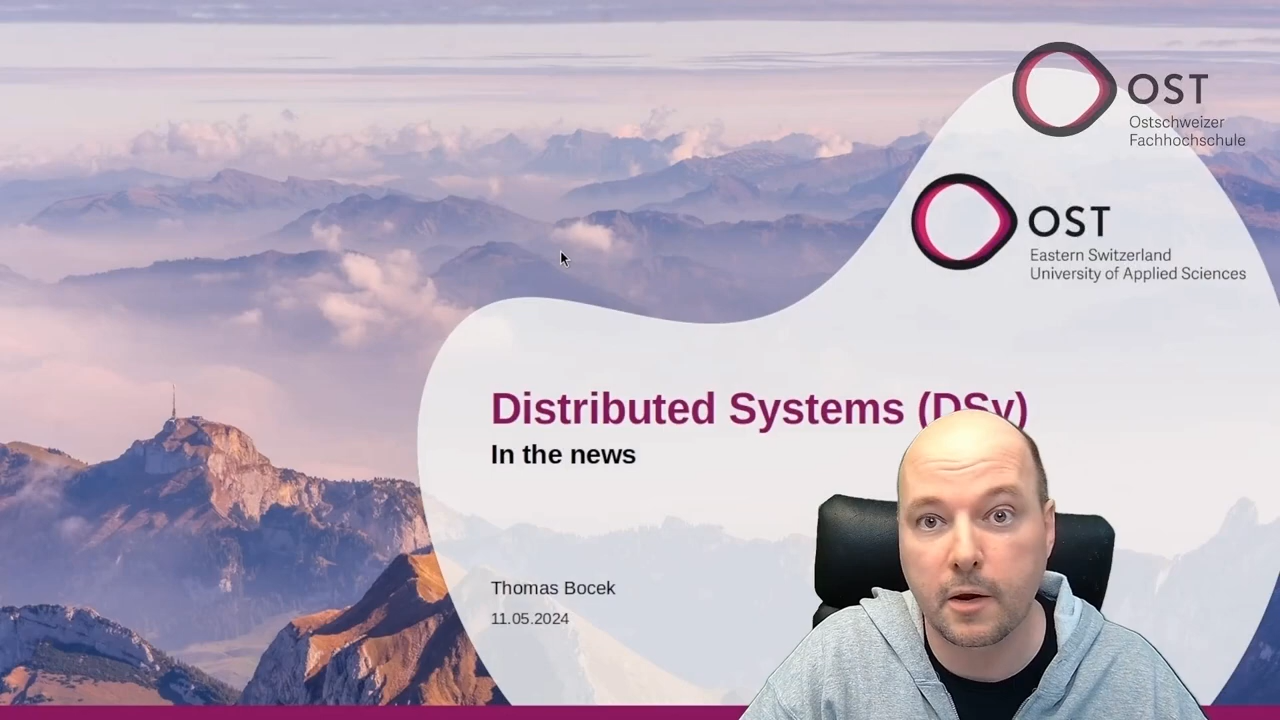 OST
Ostschweizer
Fachhochschule
OST
Eastern Switzerland
University of Applied Sciences
Distributed Systems (DSy)
In the news
Thomas Bocek
11.05.2024